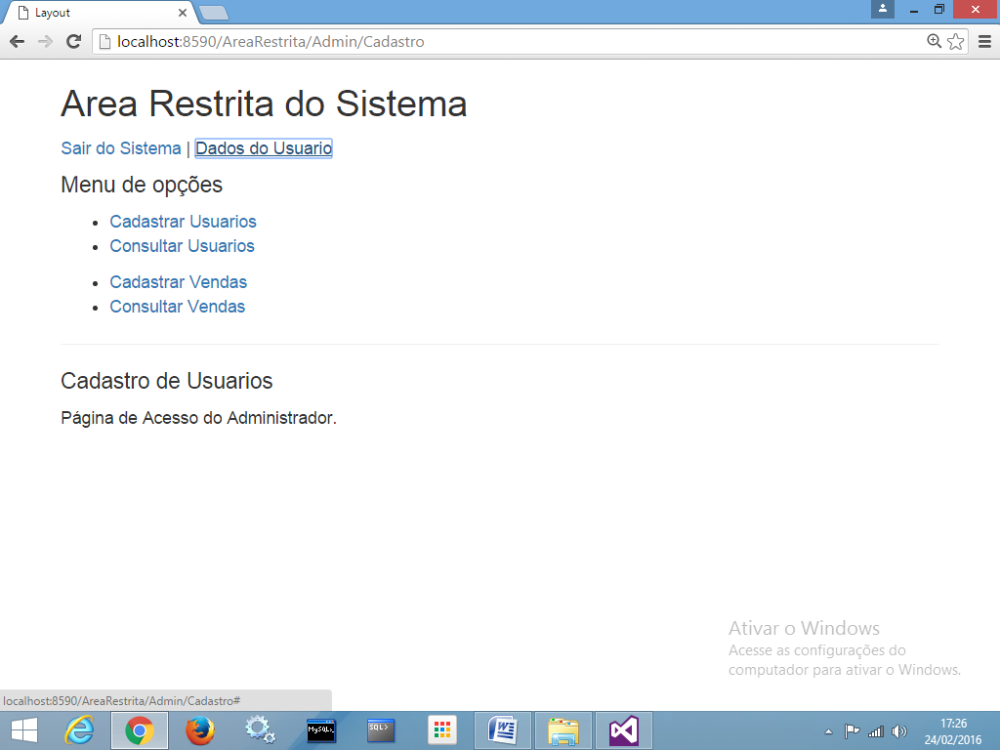 Layout
localhost:8590/AreaRestrita/Admin/Cadastro
Area Restrita do Sistema
Sair do Sistema | Dados do Usuario
Menu de opções
• Cadastrar Usuarios
• Consultar Usuarios
• Cadastrar Vendas
• Consultar Vendas
Cadastro de Usuarios
Página de Acesso do Administrador.
Ativar o Windows
Acesse as configurações do
computador para ativar o Windows.
localhost:8590/AreaRestrita/Admin/Cadastro#
MySQL>
SQL>
17:26
24/02/2016